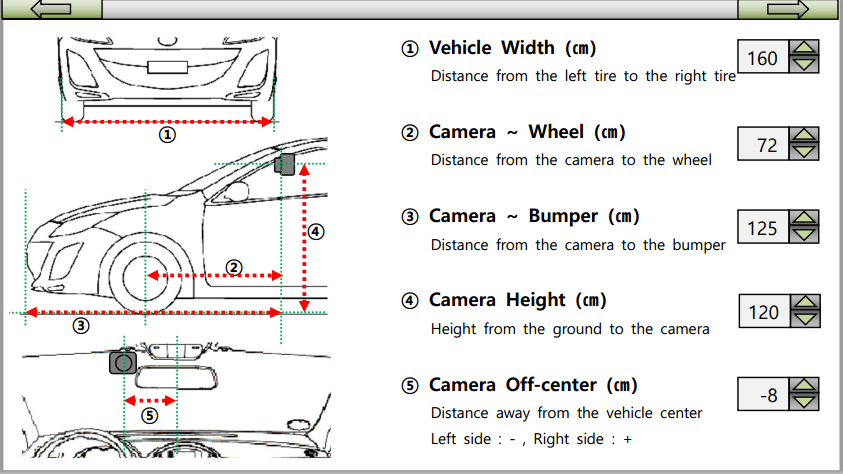 ① Vehicle Width (㎝)
160
Distance from the left tire to the right tire
①
② Camera ~ Wheel (㎝)
72
Distance from the camera to the wheel
③ Camera ~ Bumper (㎝)
125
Distance from the camera to the bumper
④
②
④ Camera Height (㎝)
120
Height from the ground to the camera
③
⑤ Camera Off-center (㎝)
-8
Distance away from the vehicle center
Left side : - , Right side : +
⑤